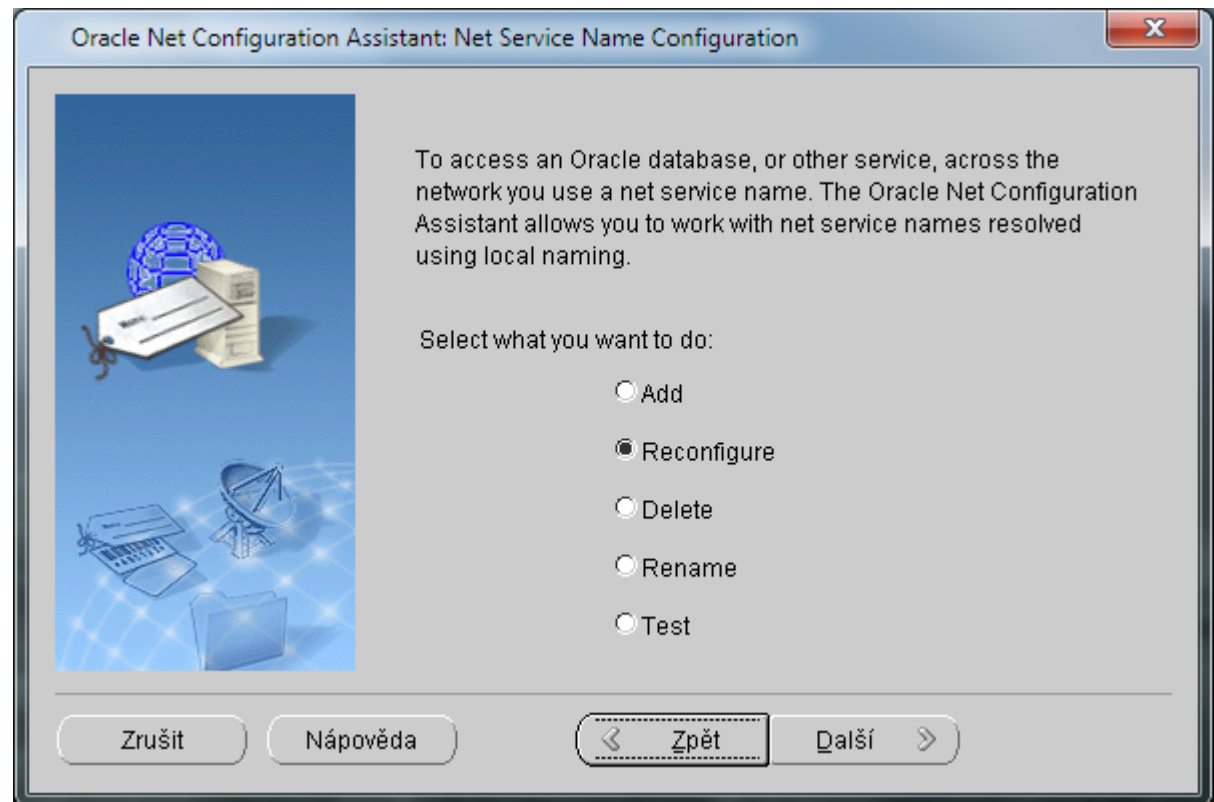 Oracle Net Configuration Assistant: Net Service Name Configuration
To access an Oracle database, or other service, across the
network you use a net service name. The Oracle Net Configuration
Assistant allows you to work with net service names resolved
using local naming.
Select what you want to do:
Add
Reconfigure
Delete
Rename
Test
Zrušit
Nápověda
Zpět
Další